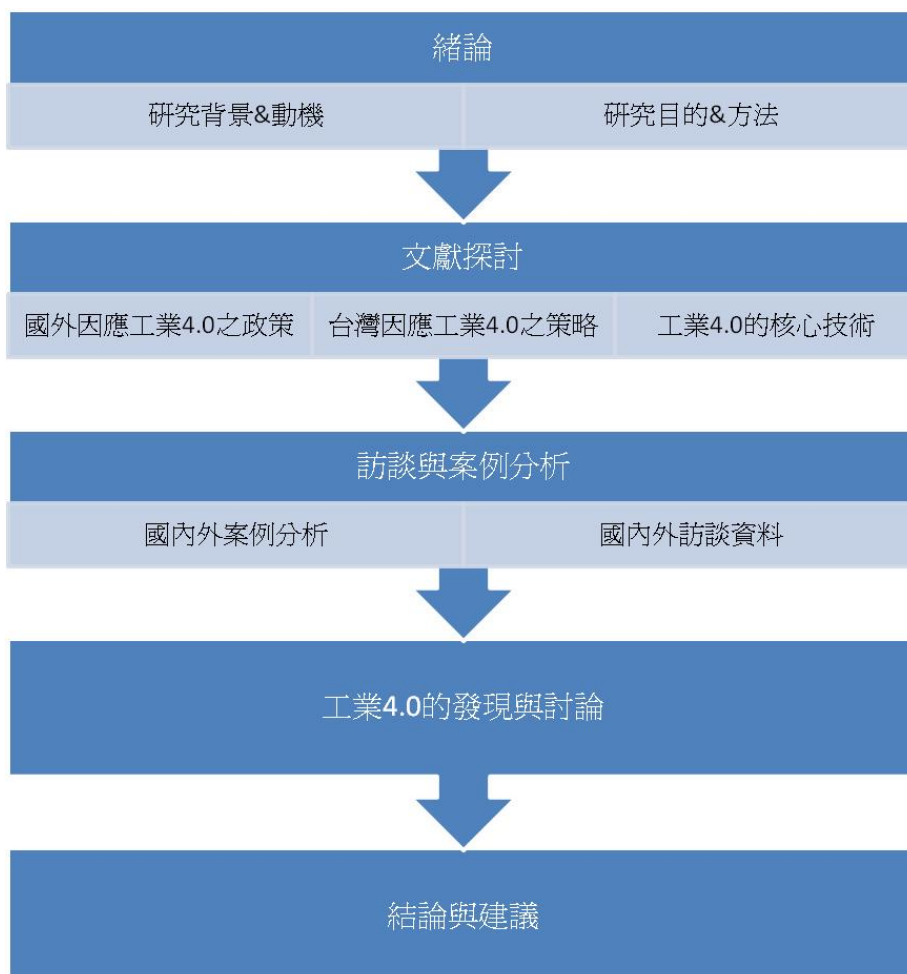 緒論
研究背景&動機 研究目的&方法
文獻探討
國外因應工業4.0之政策 台灣因應工業4.0之策略 工業4.0的核心技術
訪談與案例分析
國內外案例分析 國內外訪談資料
工業4.0的發現與討論
結論與建議